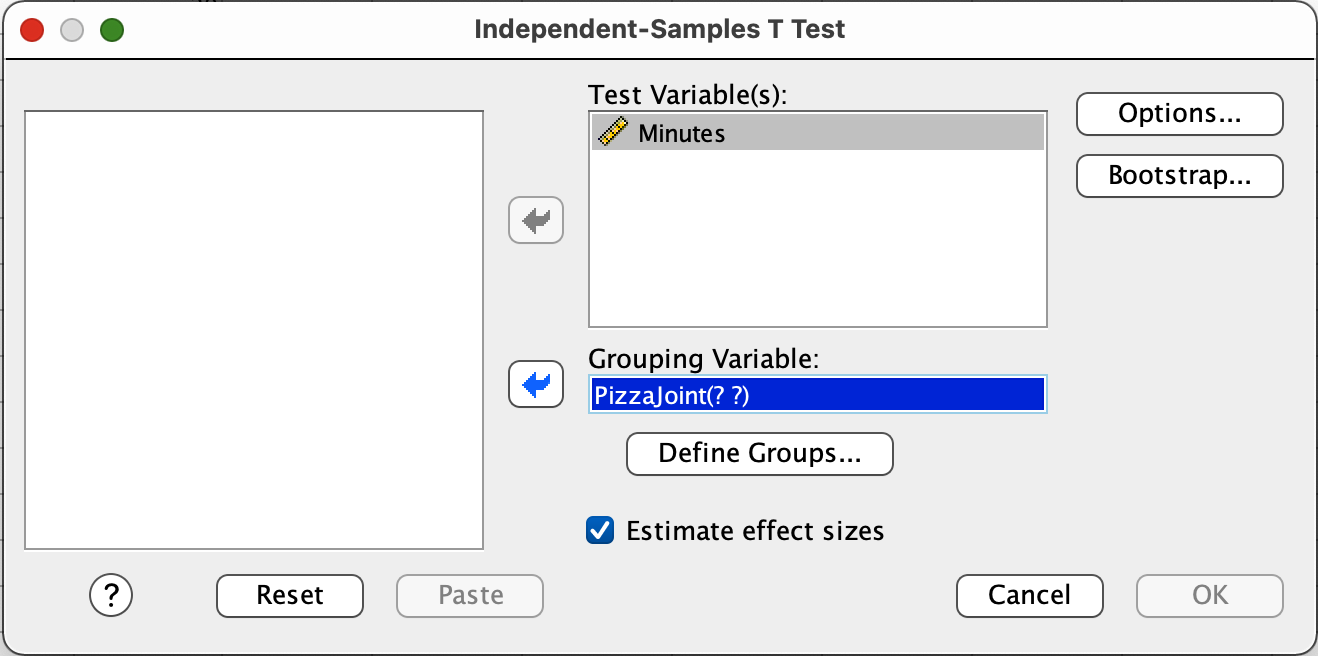 Independent-Samples T Test
Test Variable(s):
Minutes
Options...
Bootstrap...
Grouping Variable:
PizzaJoint(? ?)
Define Groups...
Estimate effect sizes
?
Reset
Paste
Cancel
OK